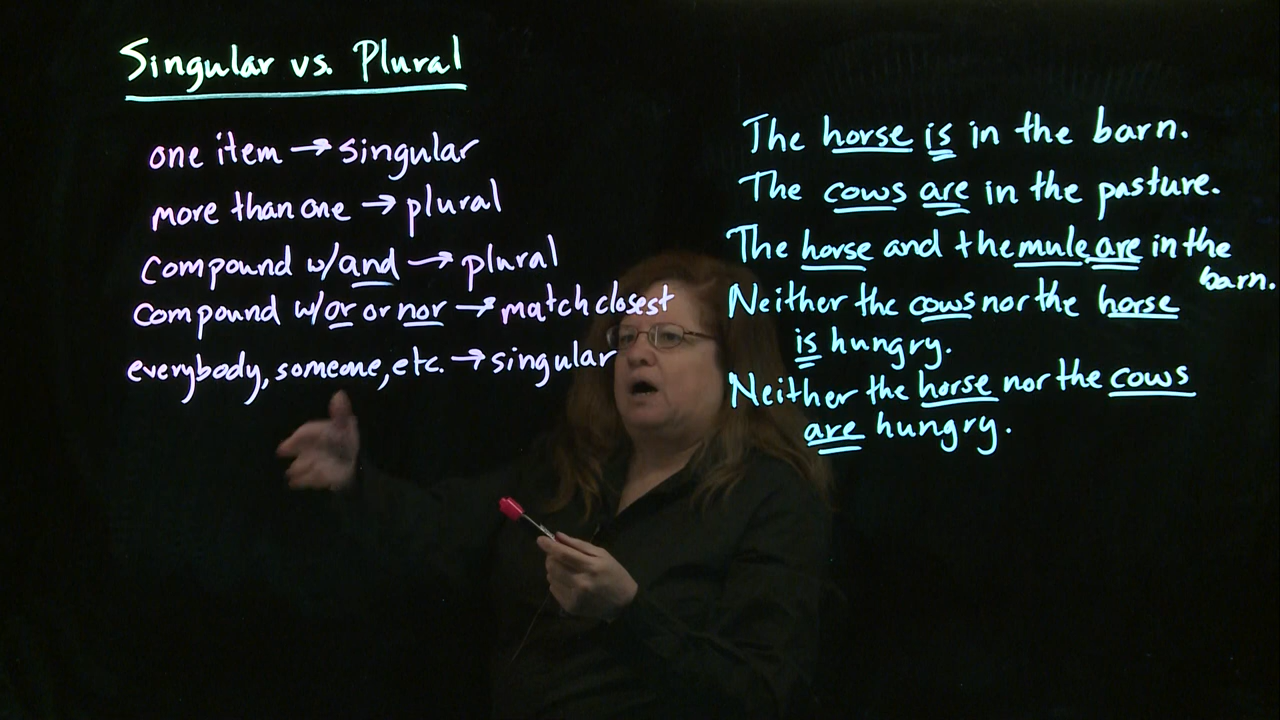 Singular vs. Plural
one item → singular
more than one → plural
compound w/and → plural
compound w/or or nor → match closest
everybody, someone, etc. → singular
The horse is in the barn.
The cows are in the pasture.
The horse and the mule are in the
barn.
Neither the cows nor the horse
is hungry.
Neither the horse nor the cows
are hungry.